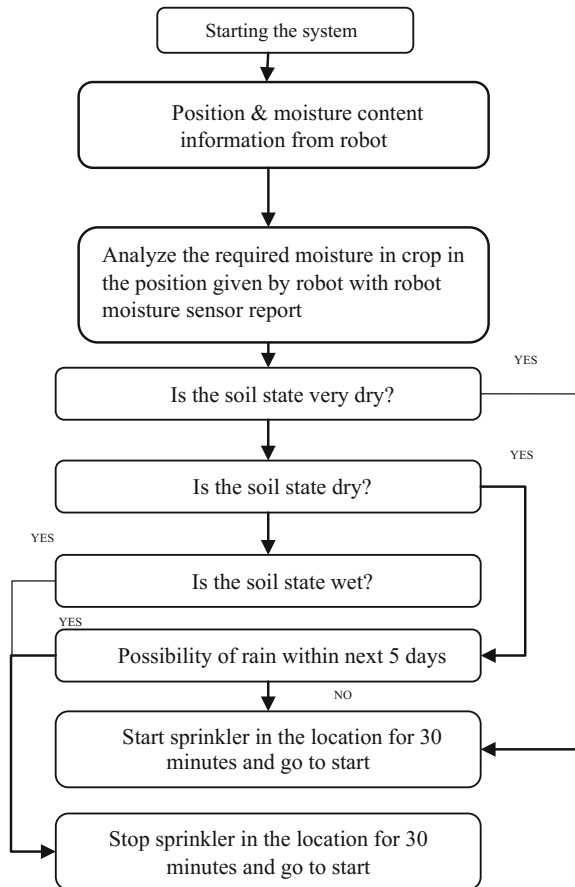 Starting the system
Position & moisture content
information from robot
Analyze the required moisture in crop in
the position given by robot with robot
moisture sensor report
YES
Is the soil state very dry?
YES
Is the soil state dry?
YES
Is the soil state wet?
YES
Possibility of rain within next 5 days
NO
Start sprinkler in the location for 30
minutes and go to start
Stop sprinkler in the location for 30
minutes and go to start